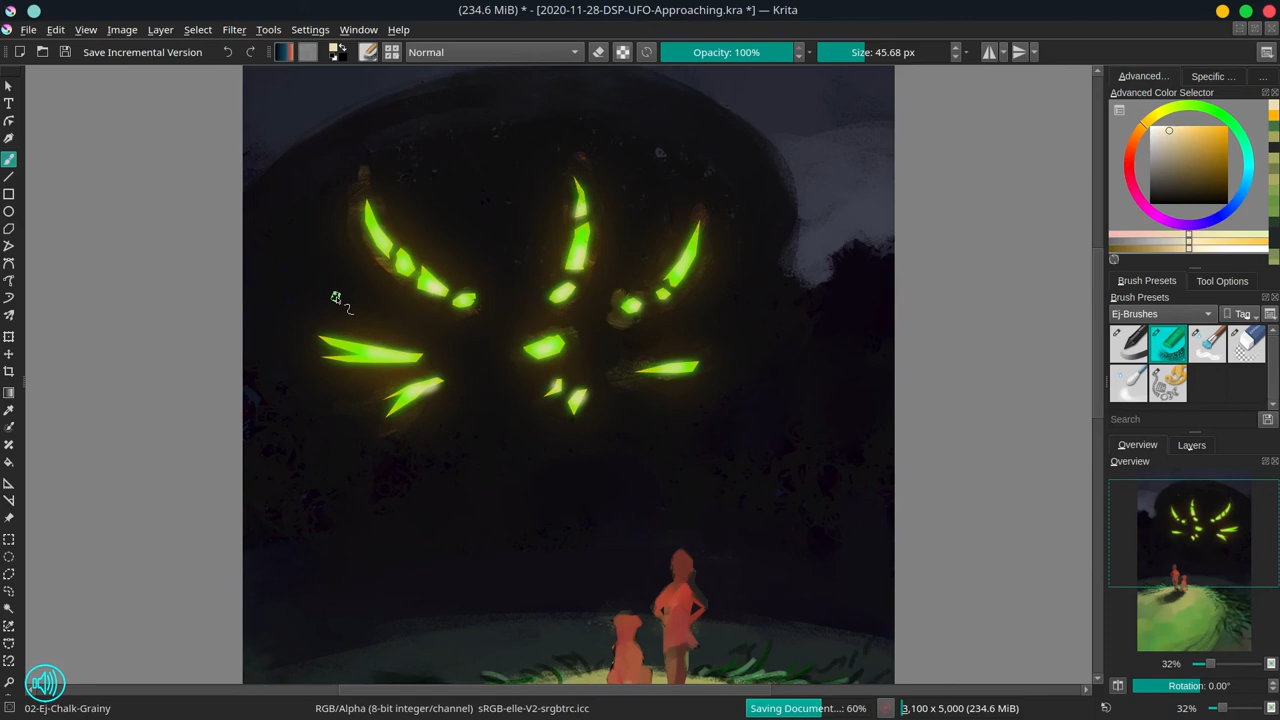 (234.6 MiB) * - [2020-11-28-DSP-UFO-Approaching.kra *] — Krita
File Edit View Image Layer Select Filter Tools Settings Window Help
Save Incremental Version Normal Opacity: 100% Size: 45.68 px
Advanced… Specific … …
Advanced Color Selector
Brush Presets Tool Options
Brush Presets
Ej-Brushes Tag
Search
Overview Layers
Overview
32%
Rotation: 0.00°
02-Ej-Chalk-Grainy RGB/Alpha (8-bit integer/channel) sRGB-elle-V2-srgbtrc.icc Saving Document…: 60% 3,100 x 5,000 (234.6 MiB) 32%